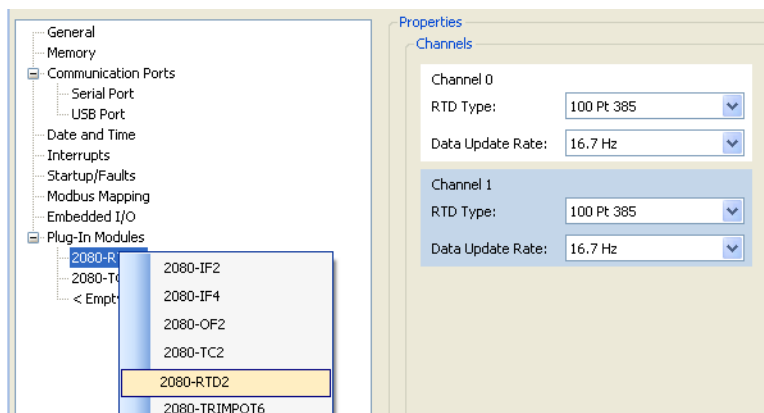 General
Memory
Communication Ports
Serial Port
USB Port
Date and Time
Interrupts
Startup/Faults
Modbus Mapping
Embedded I/O
Plug-In Modules
2080-R
2080-T
< Empt
2080-IF2
2080-IF4
2080-OF2
2080-TC2
2080-RTD2
2080-TRIMPOT6
Properties
Channels
Channel 0
RTD Type: 100 Pt 385
Data Update Rate: 16.7 Hz
Channel 1
RTD Type: 100 Pt 385
Data Update Rate: 16.7 Hz